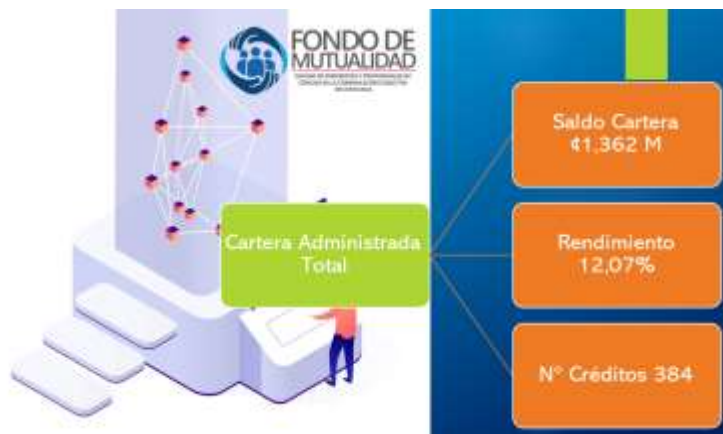 FONDO DE
MUTUALIDAD
Cartera Administrada
Total
Saldo Cartera
¢1,362 M
Rendimiento
12,07%
N° Créditos 384